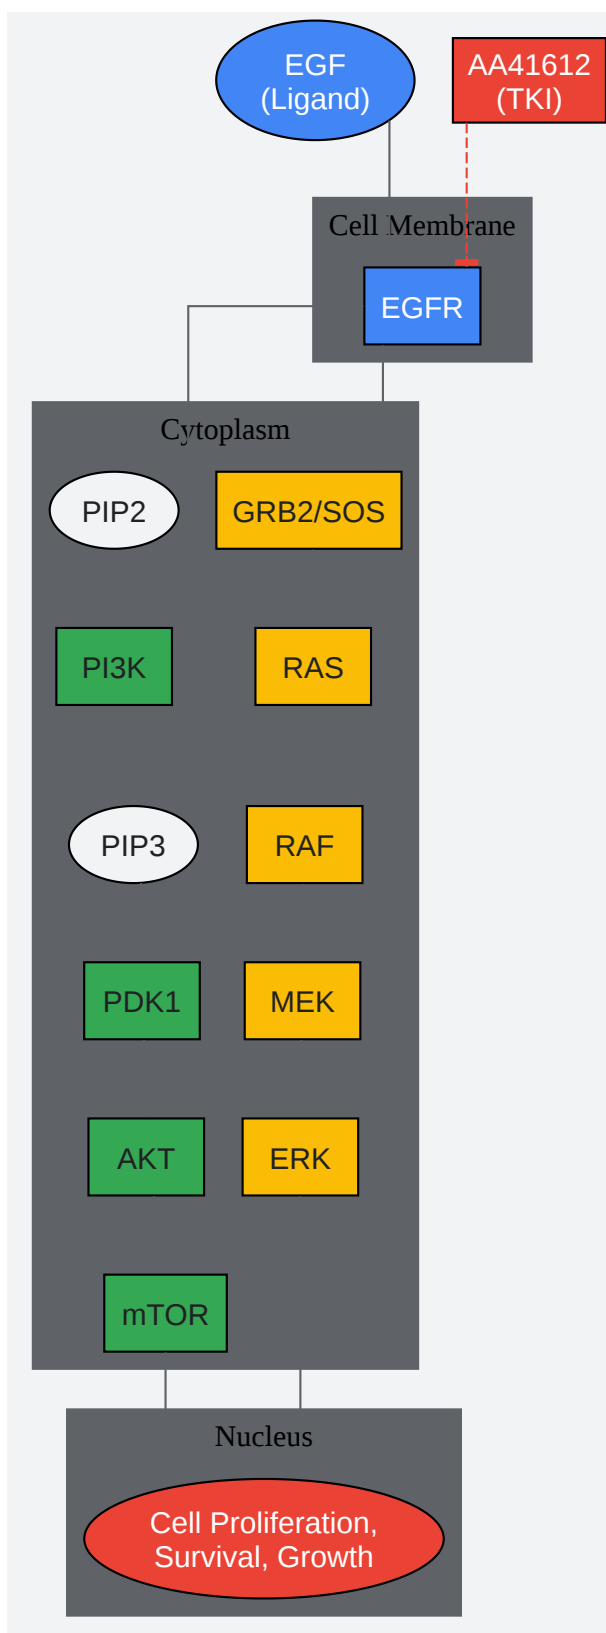 EGF
(Ligand)
AA41612
(TKI)
Cell Membrane
EGFR
Cytoplasm
PIP2
GRB2/SOS
PI3K
RAS
PIP3
RAF
PDK1
MEK
AKT
ERK
mTOR
Nucleus
Cell Proliferation,
Survival, Growth